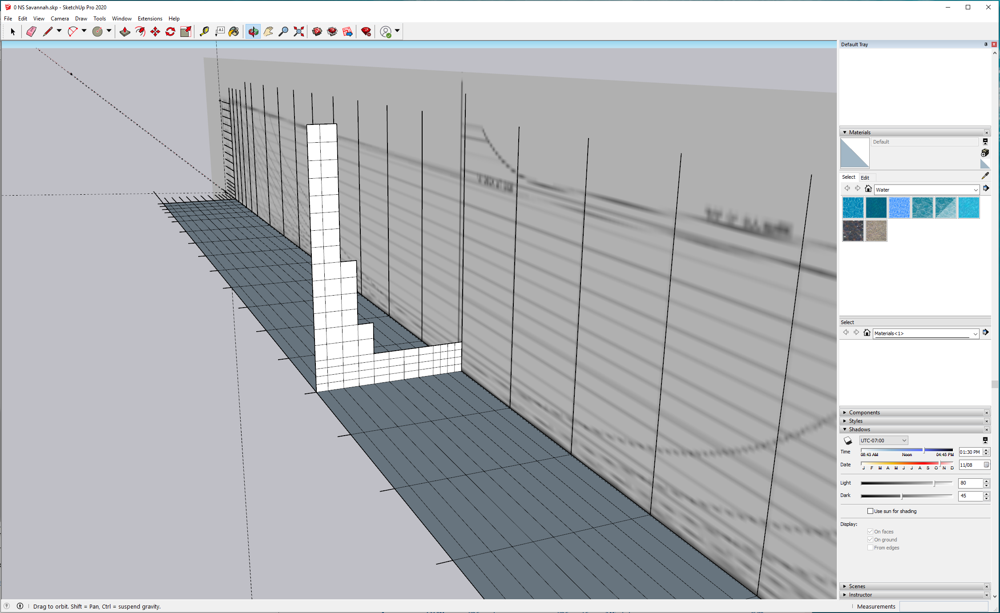 0 NS Savannah.skp - SketchUp Pro 2020
File Edit View Camera Draw Tools Window Extensions Help
A1
Default Tray
Materials
Default
Select Edit
Water
Select
Materials<1>
Components
Styles
Shadows
UTC-07:00
Time 06:43 AM Noon 04:45 PM 01:30 PM
Date J F M A M J J A S O N D 11/08
Light 80
Dark 45
Use sun for shading
Display:
On faces
On ground
From edges
Scenes
Instructor
Drag to orbit. Shift = Pan, Ctrl = suspend gravity.
Measurements